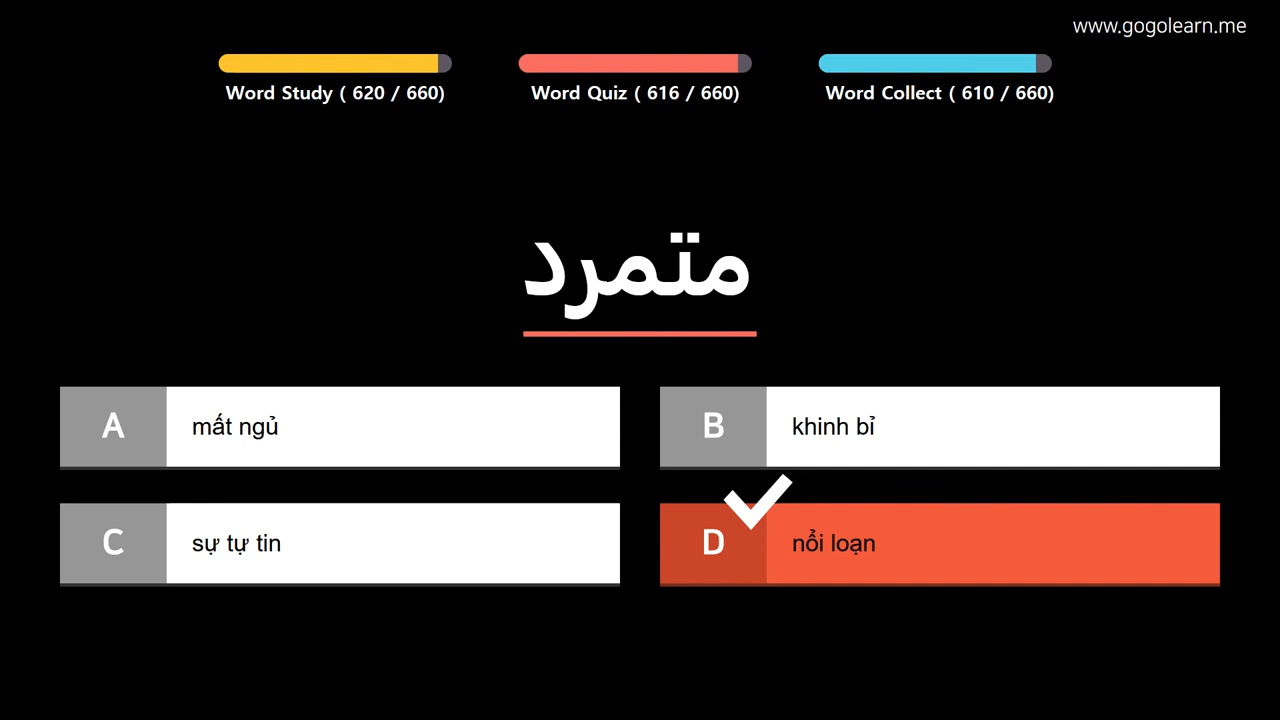 www.gogolearn.me
Word Study ( 620 / 660)
Word Quiz ( 616 / 660)
Word Collect ( 610 / 660)
متمرد
A mất ngủ
B khinh bỉ
C sự tự tin
D nổi loạn